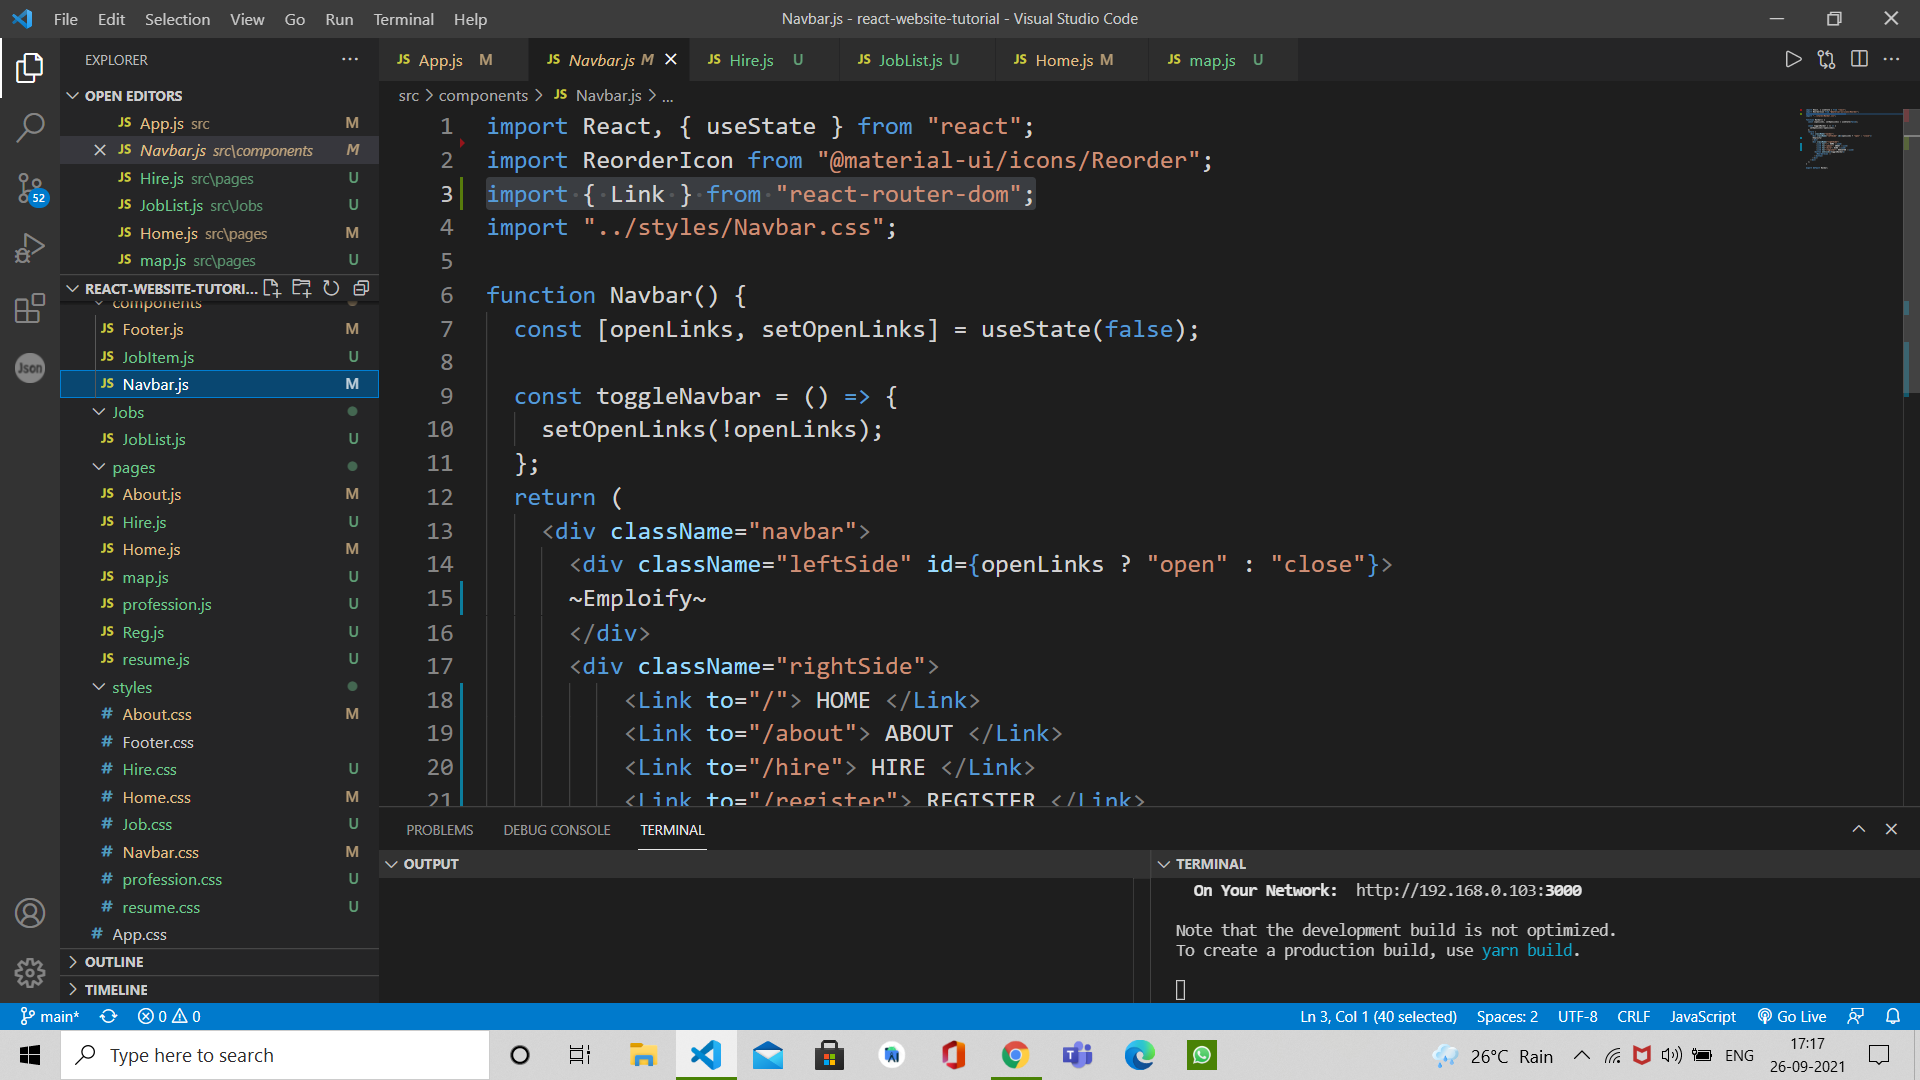 File Edit Selection View Go Run Terminal Help
Navbar.js - react-website-tutorial - Visual Studio Code
EXPLORER
OPEN EDITORS
JS App.js src M
JS Navbar.js src\components M
JS Hire.js src\pages U
JS JobList.js src\Jobs U
JS Home.js src\pages M
JS map.js src\pages U
REACT-WEBSITE-TUTORI...
components
JS Footer.js M
JS JobItem.js U
JS Navbar.js M
Jobs
JS JobList.js U
pages
JS About.js M
JS Hire.js U
JS Home.js M
JS map.js U
JS profession.js U
JS Reg.js U
JS resume.js U
styles
# About.css M
# Footer.css
# Hire.css U
# Home.css M
# Job.css U
# Navbar.css M
# profession.css U
# resume.css U
# App.css
OUTLINE
TIMELINE
52
Json
JS App.js M JS Navbar.js M JS Hire.js U JS JobList.js U JS Home.js M JS map.js U
src > components > JS Navbar.js > ...
1 import React, { useState } from "react";
2 import ReorderIcon from "@material-ui/icons/Reorder";
3 import { Link } from "react-router-dom";
4 import "../styles/Navbar.css";
5
6 function Navbar() {
7 const [openLinks, setOpenLinks] = useState(false);
8
9 const toggleNavbar = () => {
10 setOpenLinks(!openLinks);
11 };
12 return (
13 <div className="navbar">
14 <div className="leftSide" id={openLinks ? "open" : "close"}>
15 ~Emploify~
16 </div>
17 <div className="rightSide">
18 <Link to="/"> HOME </Link>
19 <Link to="/about"> ABOUT </Link>
20 <Link to="/hire"> HIRE </Link>
21 <Link to="/register"> REGISTER </Link>
PROBLEMS DEBUG CONSOLE TERMINAL
OUTPUT
TERMINAL
On Your Network: http://192.168.0.103:3000
Note that the development build is not optimized.
To create a production build, use yarn build.
main* 0 0
Ln 3, Col 1 (40 selected) Spaces: 2 UTF-8 CRLF JavaScript Go Live
Type here to search
26°C Rain
ENG
17:17
26-09-2021